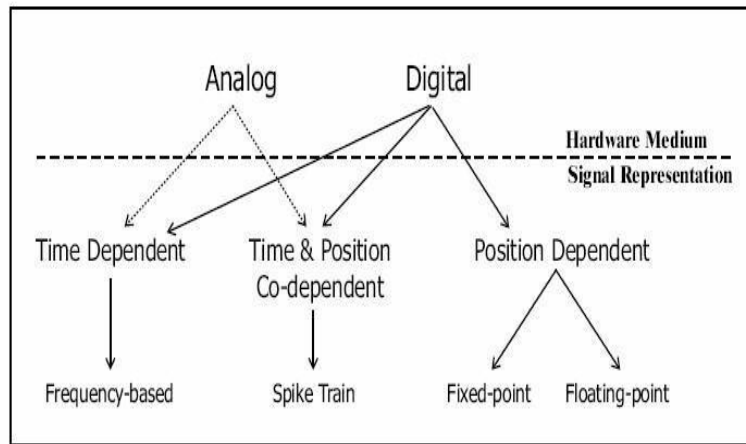 Analog
Digital
Hardware Medium
Signal Representation
Time Dependent
Time & Position
Co-dependent
Position Dependent
Frequency-based
Spike Train
Fixed-point
Floating-point